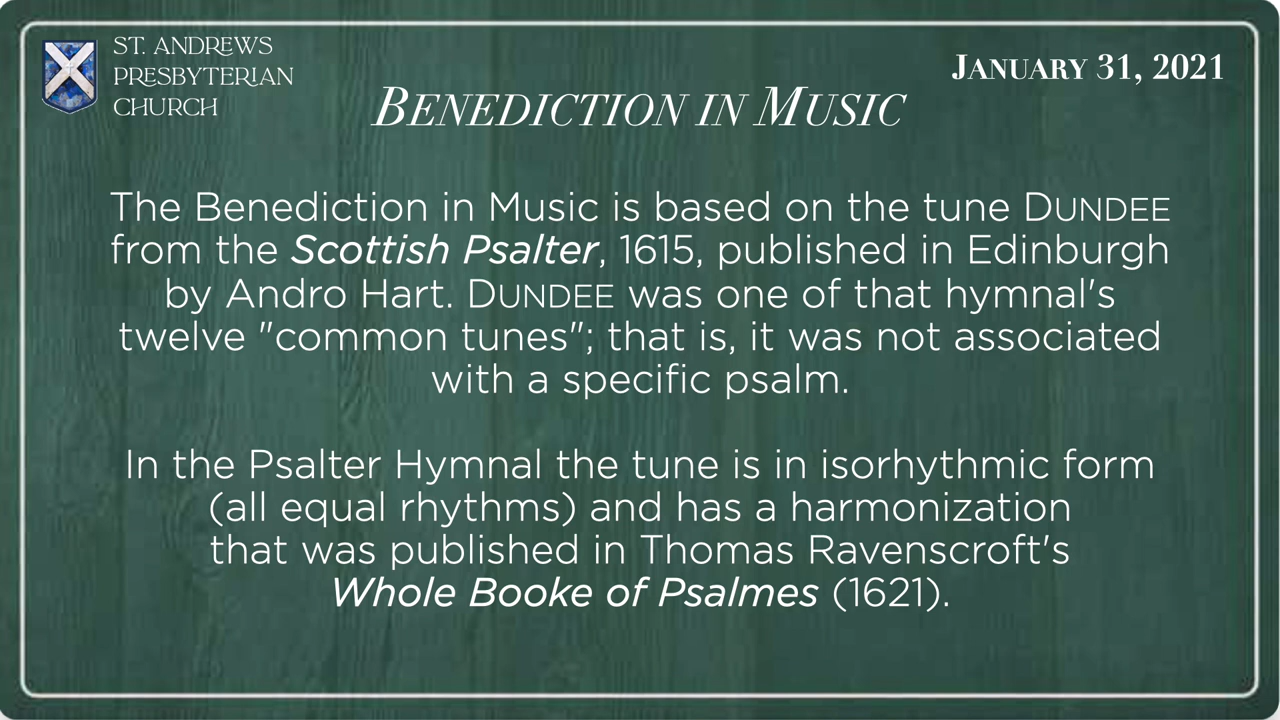 ST. ANDREWS
PRESBYTERIAN
CHURCH
JANUARY 31, 2021
BENEDICTION IN MUSIC
The Benediction in Music is based on the tune DUNDEE
from the Scottish Psalter, 1615, published in Edinburgh
by Andro Hart. DUNDEE was one of that hymnal's
twelve "common tunes"; that is, it was not associated
with a specific psalm.
In the Psalter Hymnal the tune is in isorhythmic form
(all equal rhythms) and has a harmonization
that was published in Thomas Ravenscroft's
Whole Booke of Psalmes (1621).